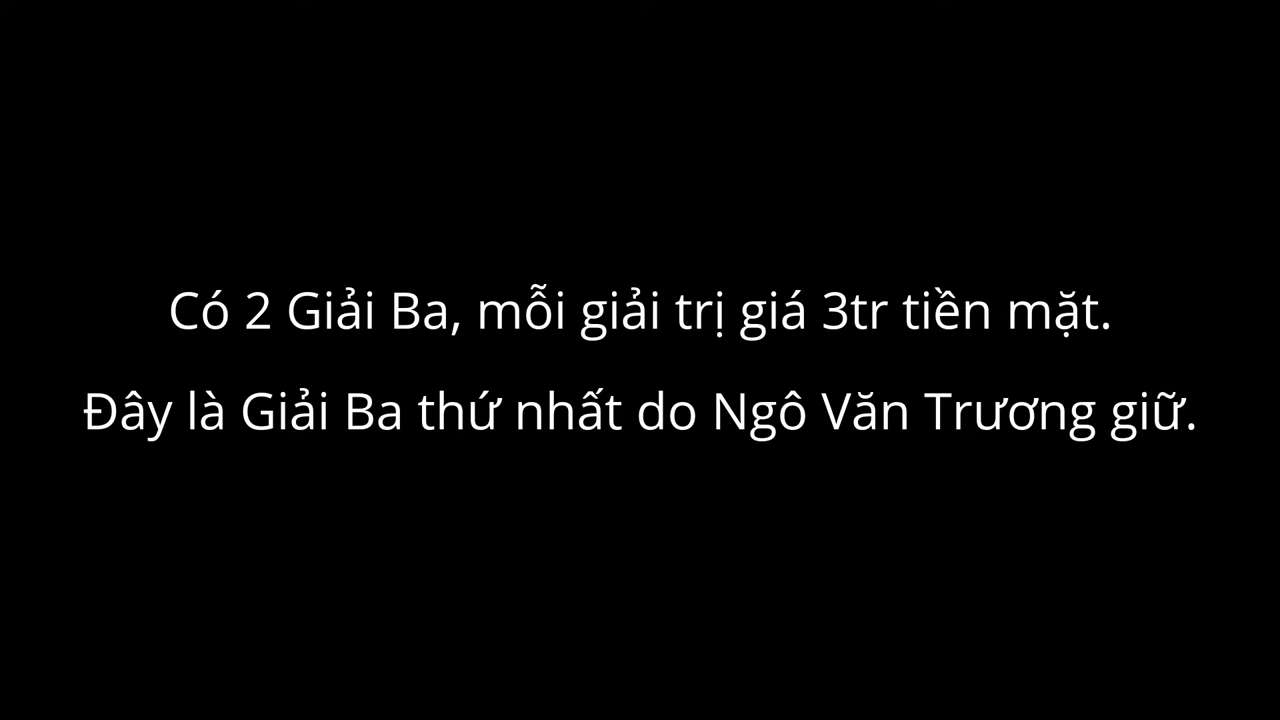 Có 2 Giải Ba, mỗi giải trị giá 3tr tiền mặt.
Đây là Giải Ba thứ nhất do Ngô Văn Trương giữ.